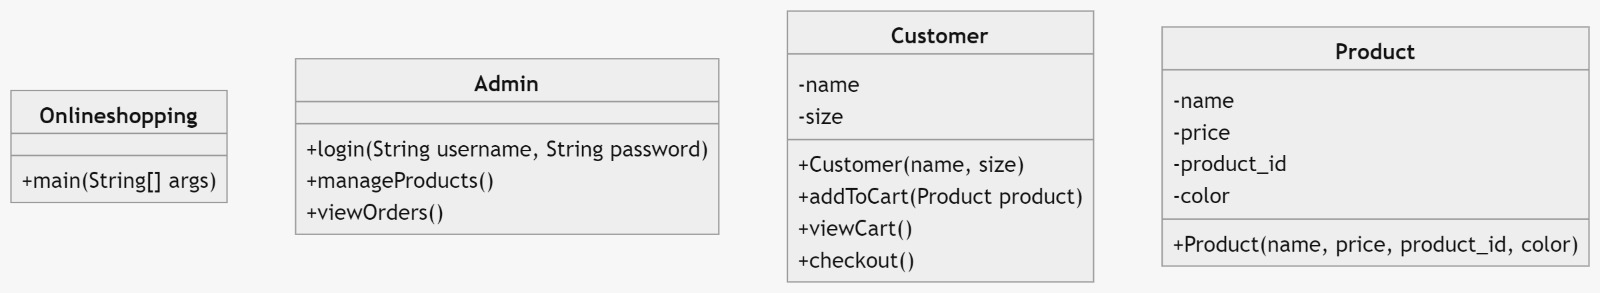 Onlineshopping
+main(String[] args)
Admin
+login(String username, String password)
+manageProducts()
+viewOrders()
Customer
-name
-size
+Customer(name, size)
+addToCart(Product product)
+viewCart()
+checkout()
Product
-name
-price
-product_id
-color
+Product(name, price, product_id, color)